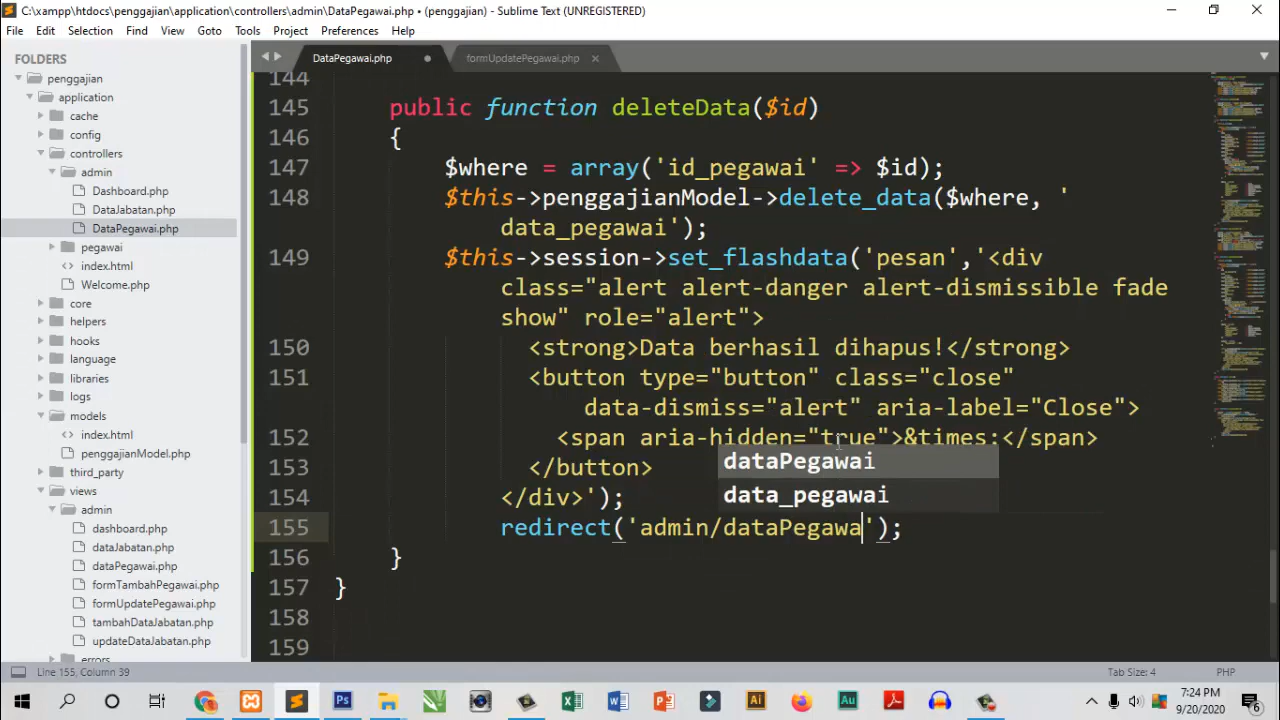 C:\xampp\htdocs\penggajian\application\controllers\admin\DataPegawai.php • (penggajian) - Sublime Text (UNREGISTERED)
File Edit Selection Find View Goto Tools Project Preferences Help
FOLDERS
penggajian
application
cache
config
controllers
admin
Dashboard.php
DataJabatan.php
DataPegawai.php
pegawai
index.html
Welcome.php
core
helpers
hooks
language
libraries
logs
models
index.html
penggajianModel.php
third_party
views
admin
dashboard.php
dataJabatan.php
dataPegawai.php
formTambahPegawai.php
formUpdatePegawai.php
tambahDataJabatan.php
updateDataJabatan.php
errors
DataPegawai.php formUpdatePegawai.php
144
145 public function deleteData($id)
146 {
147 $where = array('id_pegawai' => $id);
148 $this->penggajianModel->delete_data($where, '
data_pegawai');
149 $this->session->set_flashdata('pesan','<div
class="alert alert-danger alert-dismissible fade
show" role="alert">
150 <strong>Data berhasil dihapus!</strong>
151 <button type="button" class="close"
data-dismiss="alert" aria-label="Close">
152 <span aria-hidden="true">&times;</span>
153 </button>
dataPegawai
data_pegawai
154 </div>');
155 redirect('admin/dataPegawa');
156 }
157 }
158
159
Line 155, Column 39 Tab Size: 4 PHP
7:24 PM
9/20/2020
6